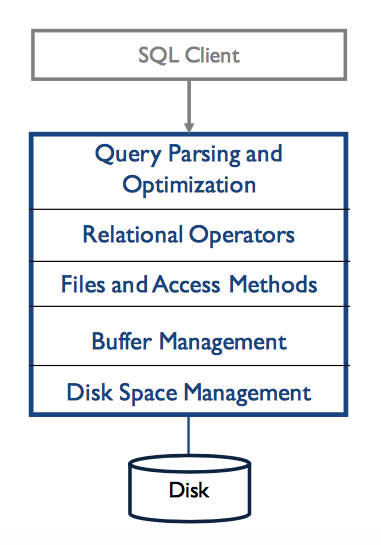 SQL Client
Query Parsing and
Optimization
Relational Operators
Files and Access Methods
Buffer Management
Disk Space Management
Disk